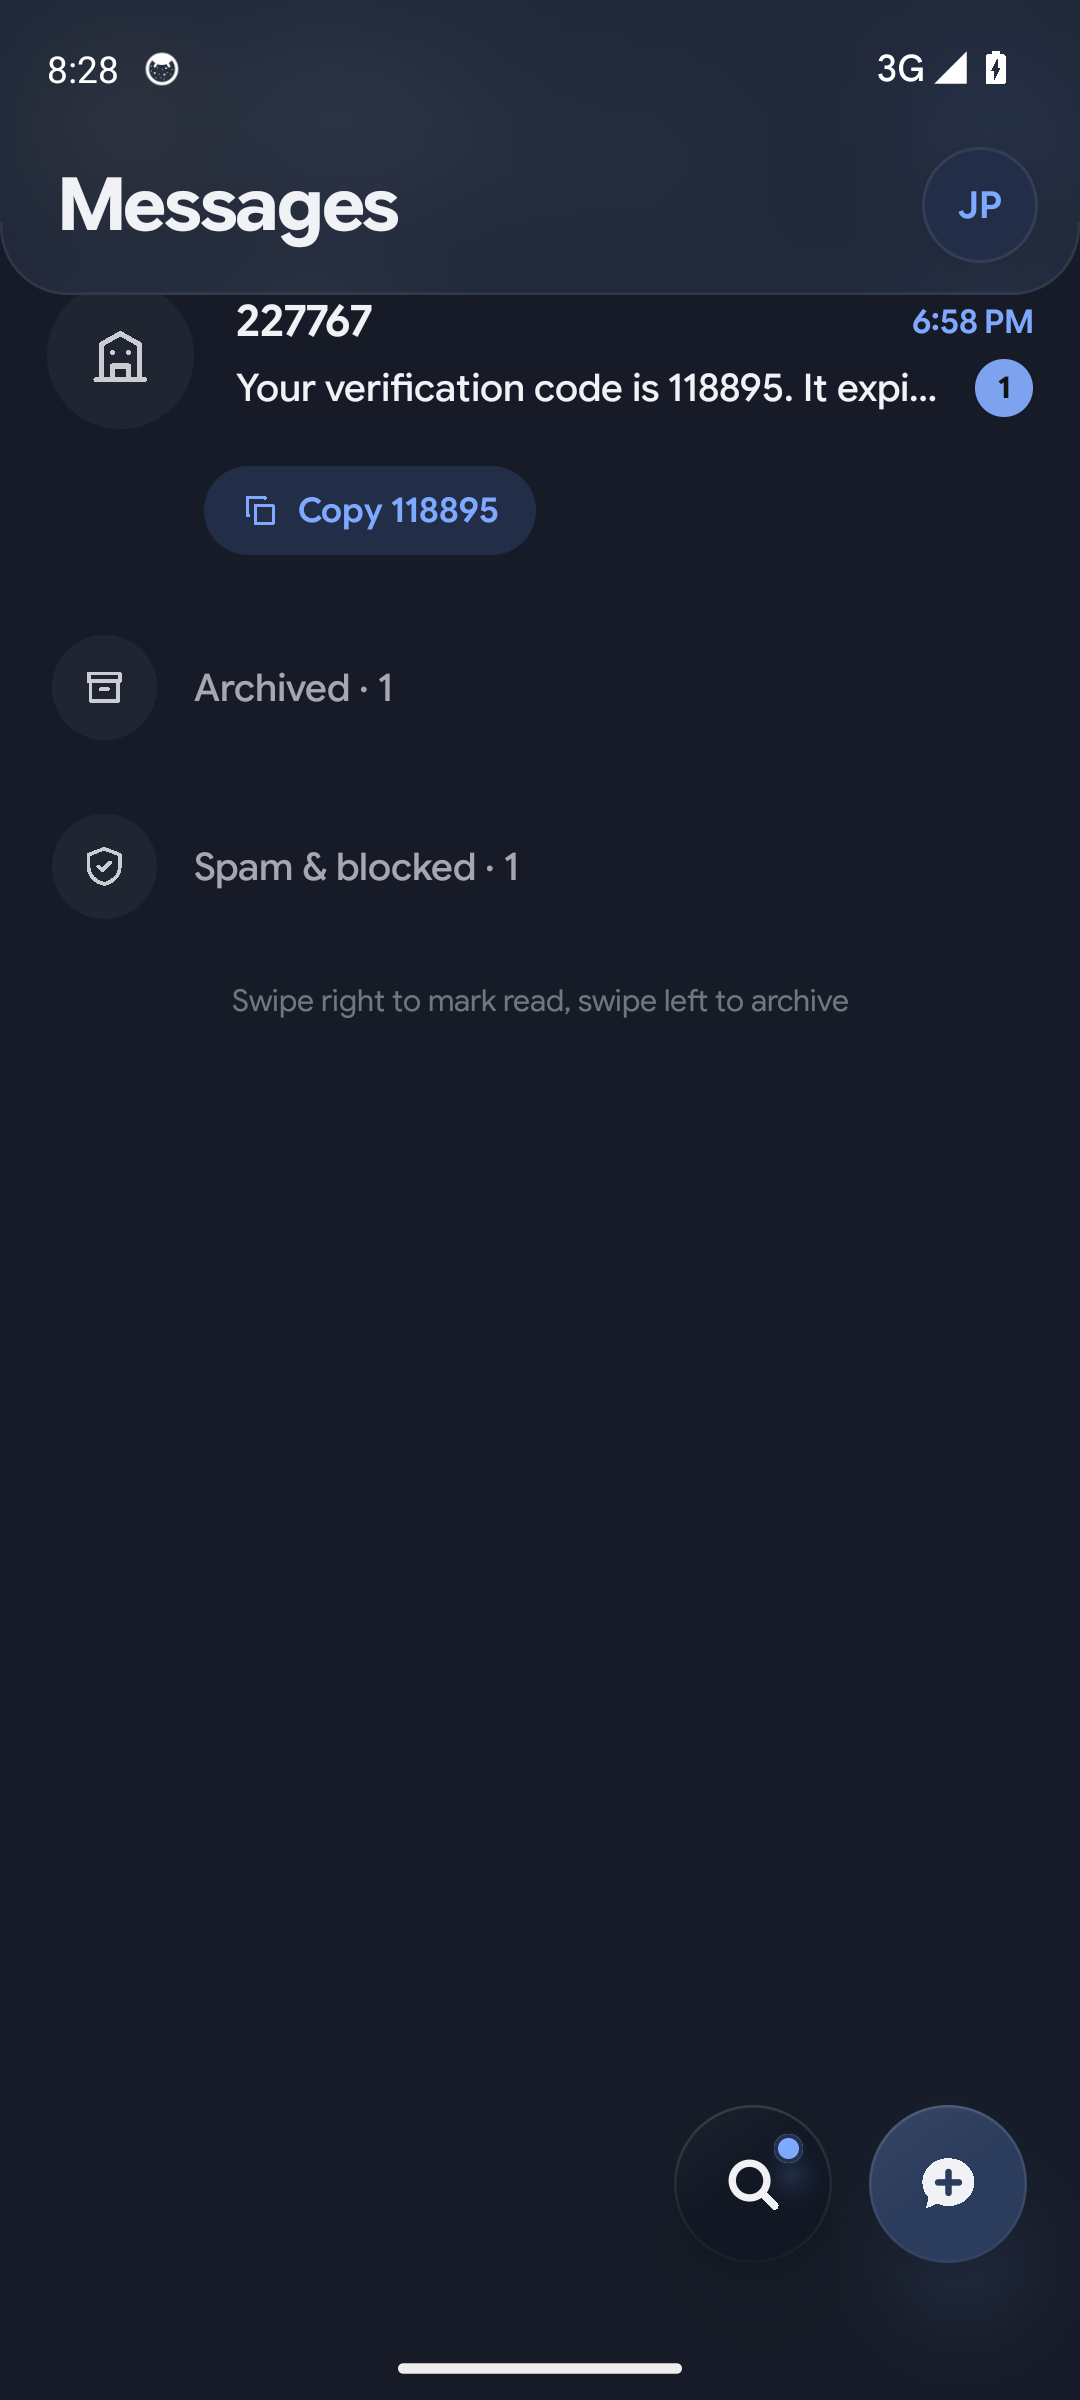 8:28
3G
Messages
JP
227767
6:58 PM
Your verification code is 118895. It expi...
1
Copy 118895
Archived · 1
Spam & blocked · 1
Swipe right to mark read, swipe left to archive